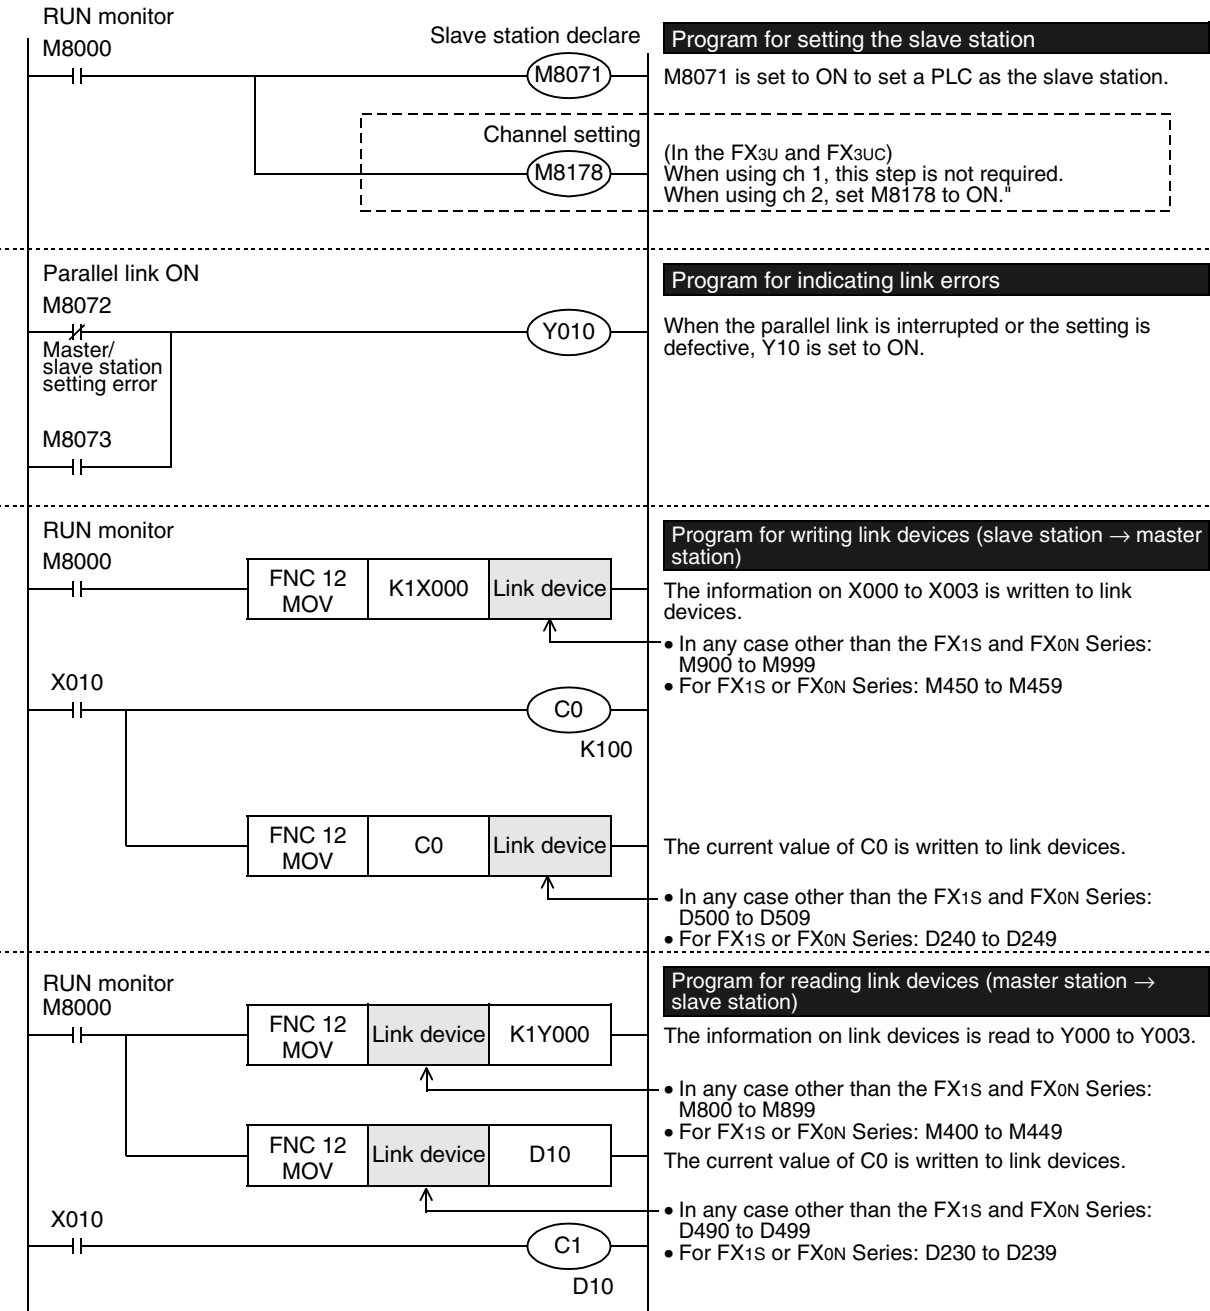 RUN monitor
M8000
Slave station declare
M8071
Program for setting the slave station
M8071 is set to ON to set a PLC as the slave station.
Channel setting
M8178
(In the FX3U and FX3UC)
When using ch 1, this step is not required.
When using ch 2, set M8178 to ON."
Parallel link ON
M8072
Master/
slave station
setting error
M8073
Y010
Program for indicating link errors
When the parallel link is interrupted or the setting is
defective, Y10 is set to ON.
RUN monitor
M8000
FNC 12
MOV
K1X000
Link device
Program for writing link devices (slave station → master
station)
The information on X000 to X003 is written to link
devices.
• In any case other than the FX1S and FX0N Series:
M900 to M999
• For FX1S or FX0N Series: M450 to M459
X010
C0
K100
FNC 12
MOV
C0
Link device
The current value of C0 is written to link devices.
• In any case other than the FX1S and FX0N Series:
D500 to D509
• For FX1S or FX0N Series: D240 to D249
RUN monitor
M8000
FNC 12
MOV
Link device
K1Y000
Program for reading link devices (master station →
slave station)
The information on link devices is read to Y000 to Y003.
• In any case other than the FX1S and FX0N Series:
M800 to M899
• For FX1S or FX0N Series: M400 to M449
FNC 12
MOV
Link device
D10
The current value of C0 is written to link devices.
• In any case other than the FX1S and FX0N Series:
D490 to D499
• For FX1S or FX0N Series: D230 to D239
X010
C1
D10